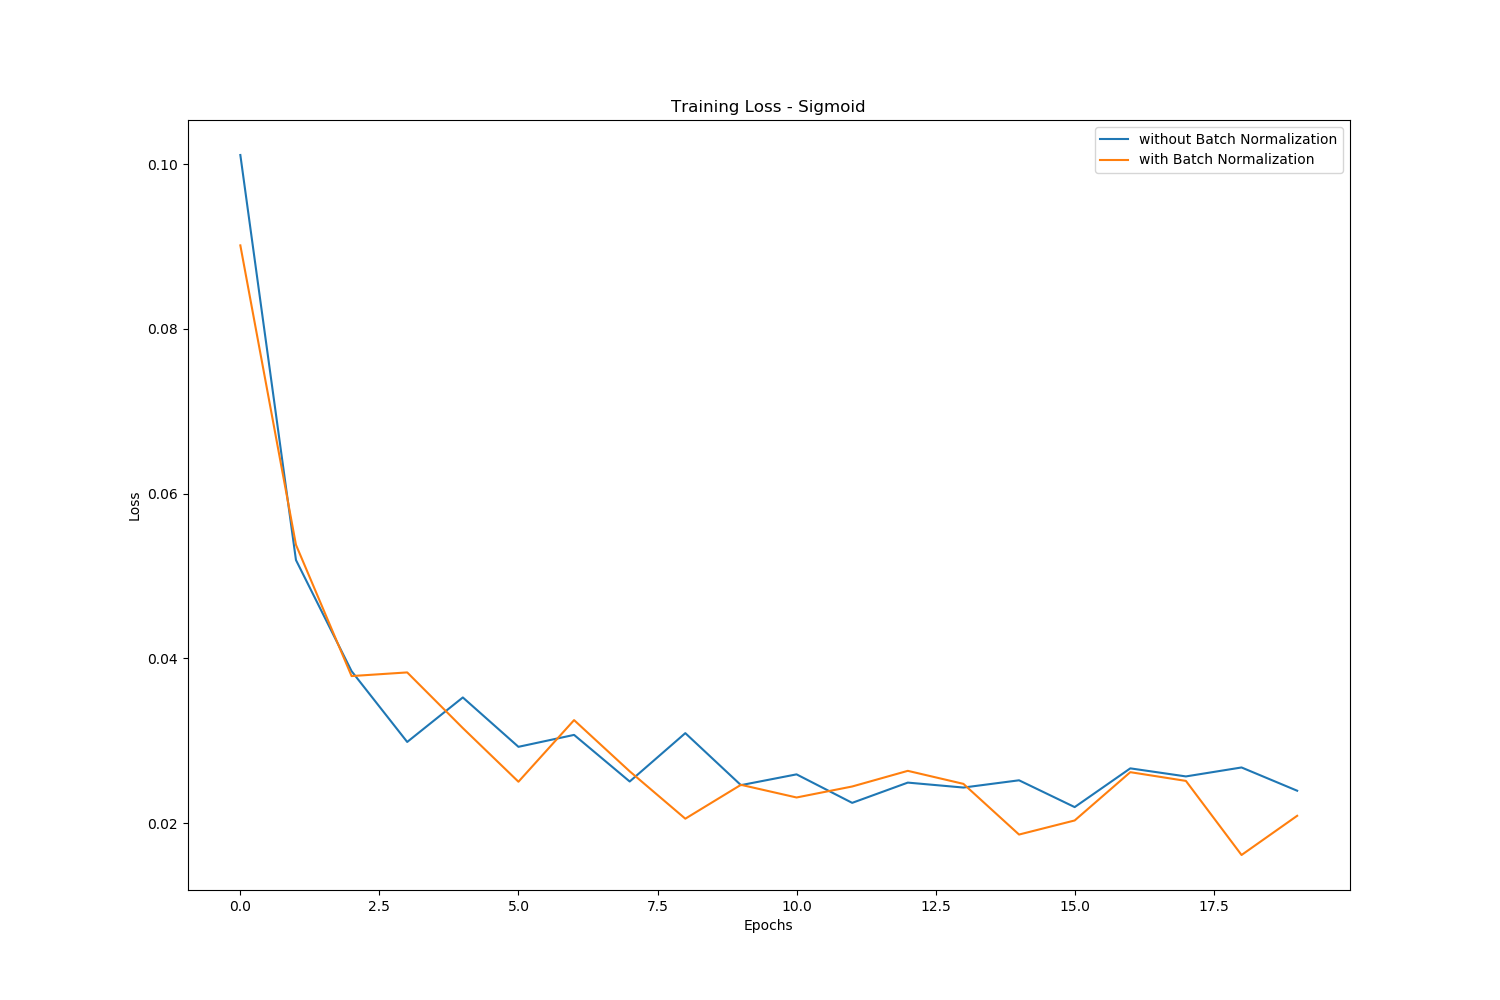 Training Loss - Sigmoid
without Batch Normalization
with Batch Normalization
0.10
0.08
0.06
0.04
0.02
Loss
0.0 2.5 5.0 7.5 10.0 12.5 15.0 17.5
Epochs